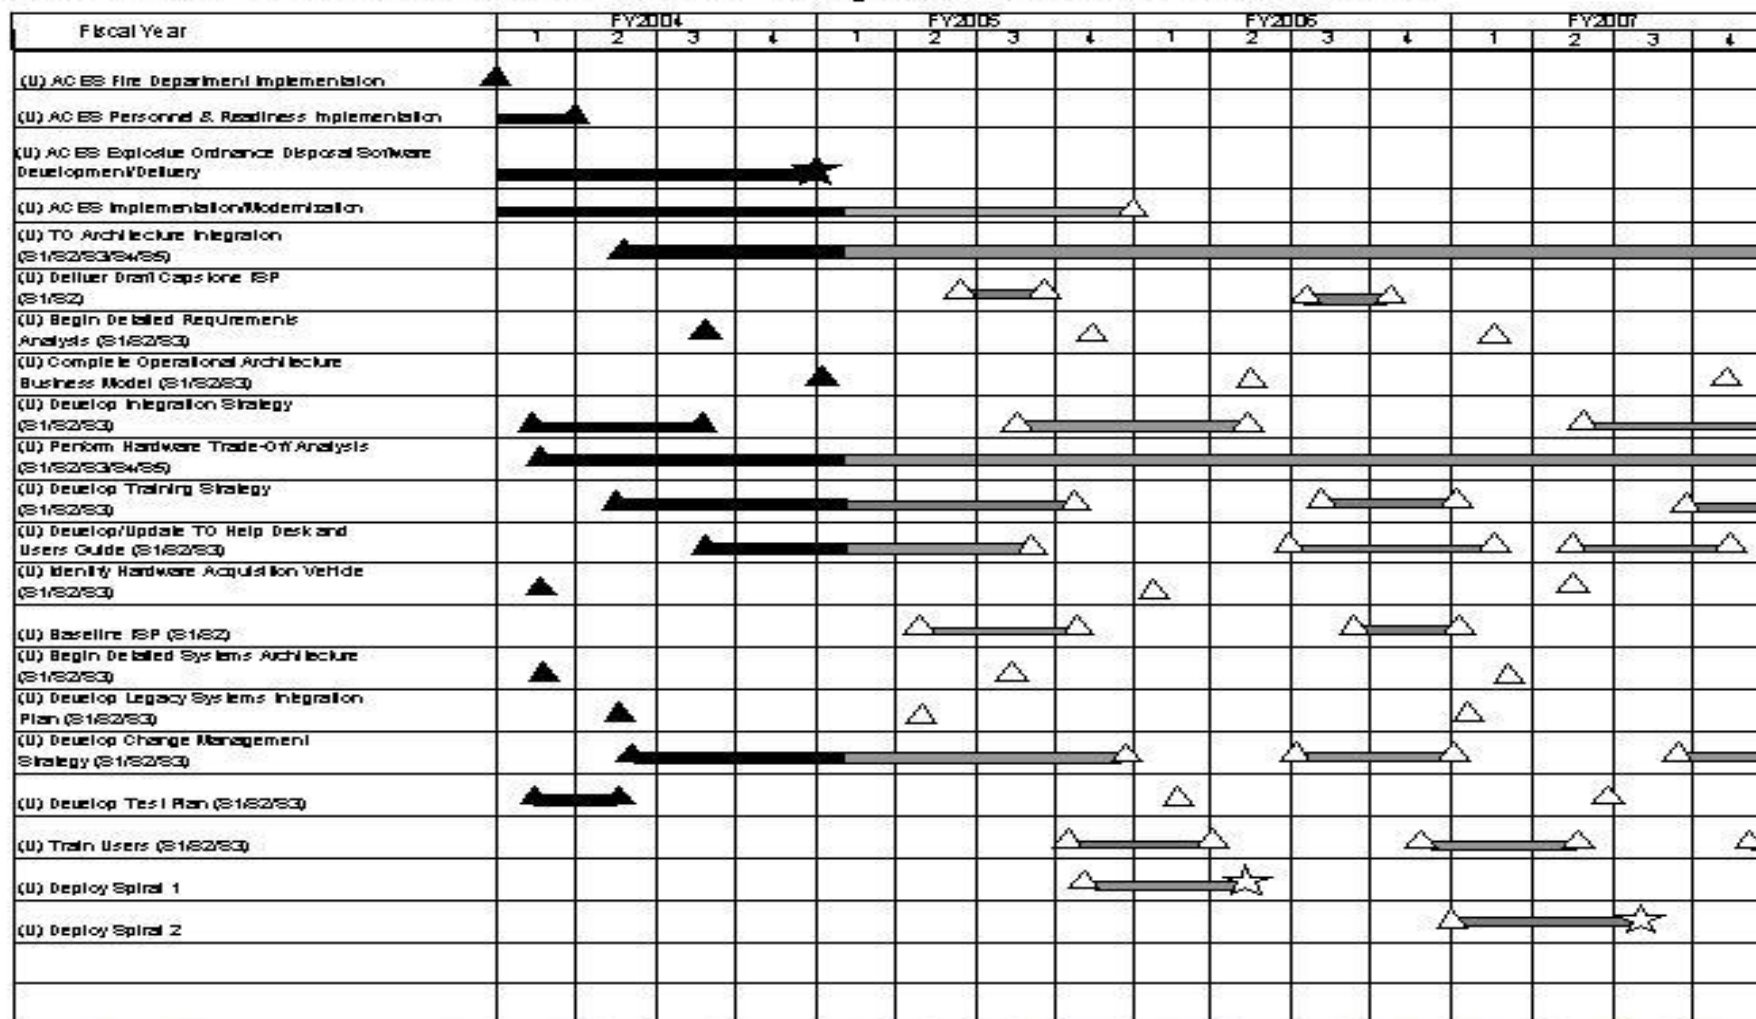 FY2004 FY2005 FY2006 FY2007
Fiscal Year
1 2 3 4 1 2 3 4 1 2 3 4 1 2 3 4
(U) ACES Fire Department Implementation
(U) ACES Personnel & Readiness Implementation
(U) ACES Explosive Ordnance Disposal Software
Development/Delivery
(U) ACES Implementation/Modernization
(U) TO Architecture Integration
(S1/S2/S3/S4/S5)
(U) Deliver Draft Capstone ISP
(S1/S2)
(U) Begin Detailed Requirements
Analysis (S1/S2/S3)
(U) Complete Operational Architecture
Business Model (S1/S2/S3)
(U) Develop Integration Strategy
(S1/S2/S3)
(U) Perform Hardware Trade-Off Analysis
(S1/S2/S3/S4/S5)
(U) Develop Training Strategy
(S1/S2/S3)
(U) Develop/Update TO Help Desk and
Users Guide (S1/S2/S3)
(U) Identify Hardware Acquisition Vehicle
(S1/S2/S3)
(U) Baseline ISP (S1/S2)
(U) Begin Detailed Systems Architecture
(S1/S2/S3)
(U) Develop Legacy Systems Integration
Plan (S1/S2/S3)
(U) Develop Change Management
Strategy (S1/S2/S3)
(U) Develop Test Plan (S1/S2/S3)
(U) Train Users (S1/S2/S3)
(U) Deploy Spiral 1
(U) Deploy Spiral 2